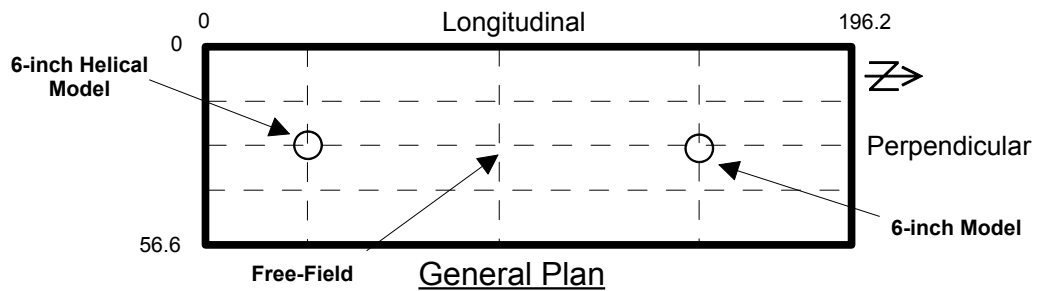 0
Longitudinal
196.2
0
6-inch Helical
Model
Z
Perpendicular
6-inch Model
56.6
Free-Field
General Plan